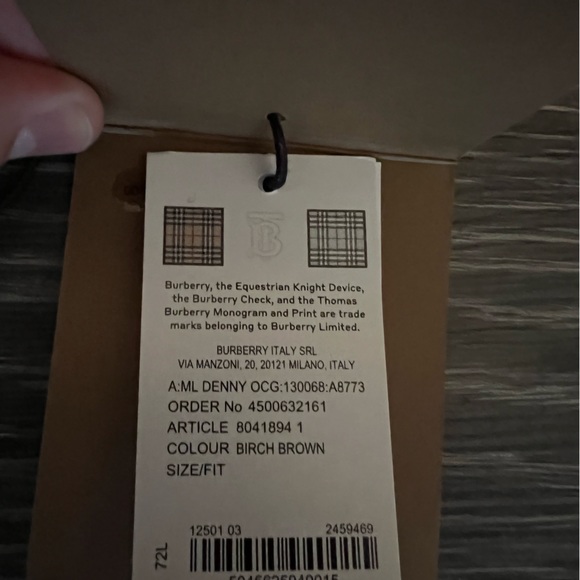 Burberry, the Equestrian Knight Device,
the Burberry Check, and the Thomas
Burberry Monogram and Print are trade
marks belonging to Burberry Limited.
BURBERRY ITALY SRL
VIA MANZONI, 20, 20121 MILANO, ITALY
A:ML DENNY OCG:130068:A8773
ORDER No 4500632161
ARTICLE 8041894 1
COLOUR BIRCH BROWN
SIZE/FIT
12501 03 2459469
72L